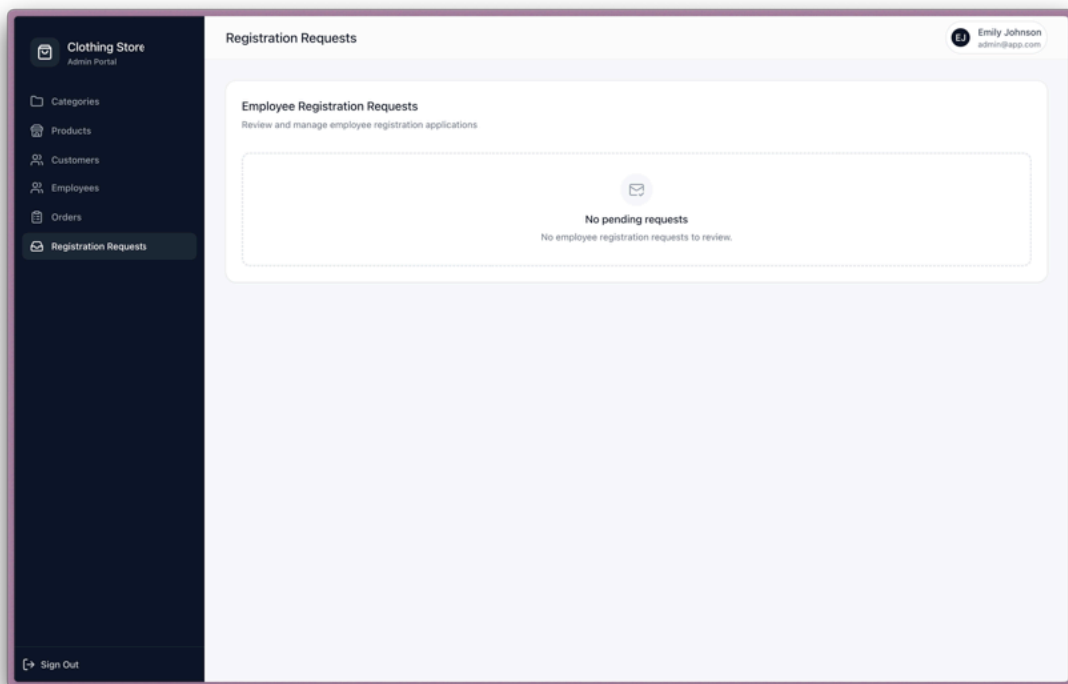 Clothing Store
Admin Portal
Categories
Products
Customers
Employees
Orders
Registration Requests
Sign Out
Registration Requests
EJ
Emily Johnson
admin@app.com
Employee Registration Requests
Review and manage employee registration applications
No pending requests
No employee registration requests to review.